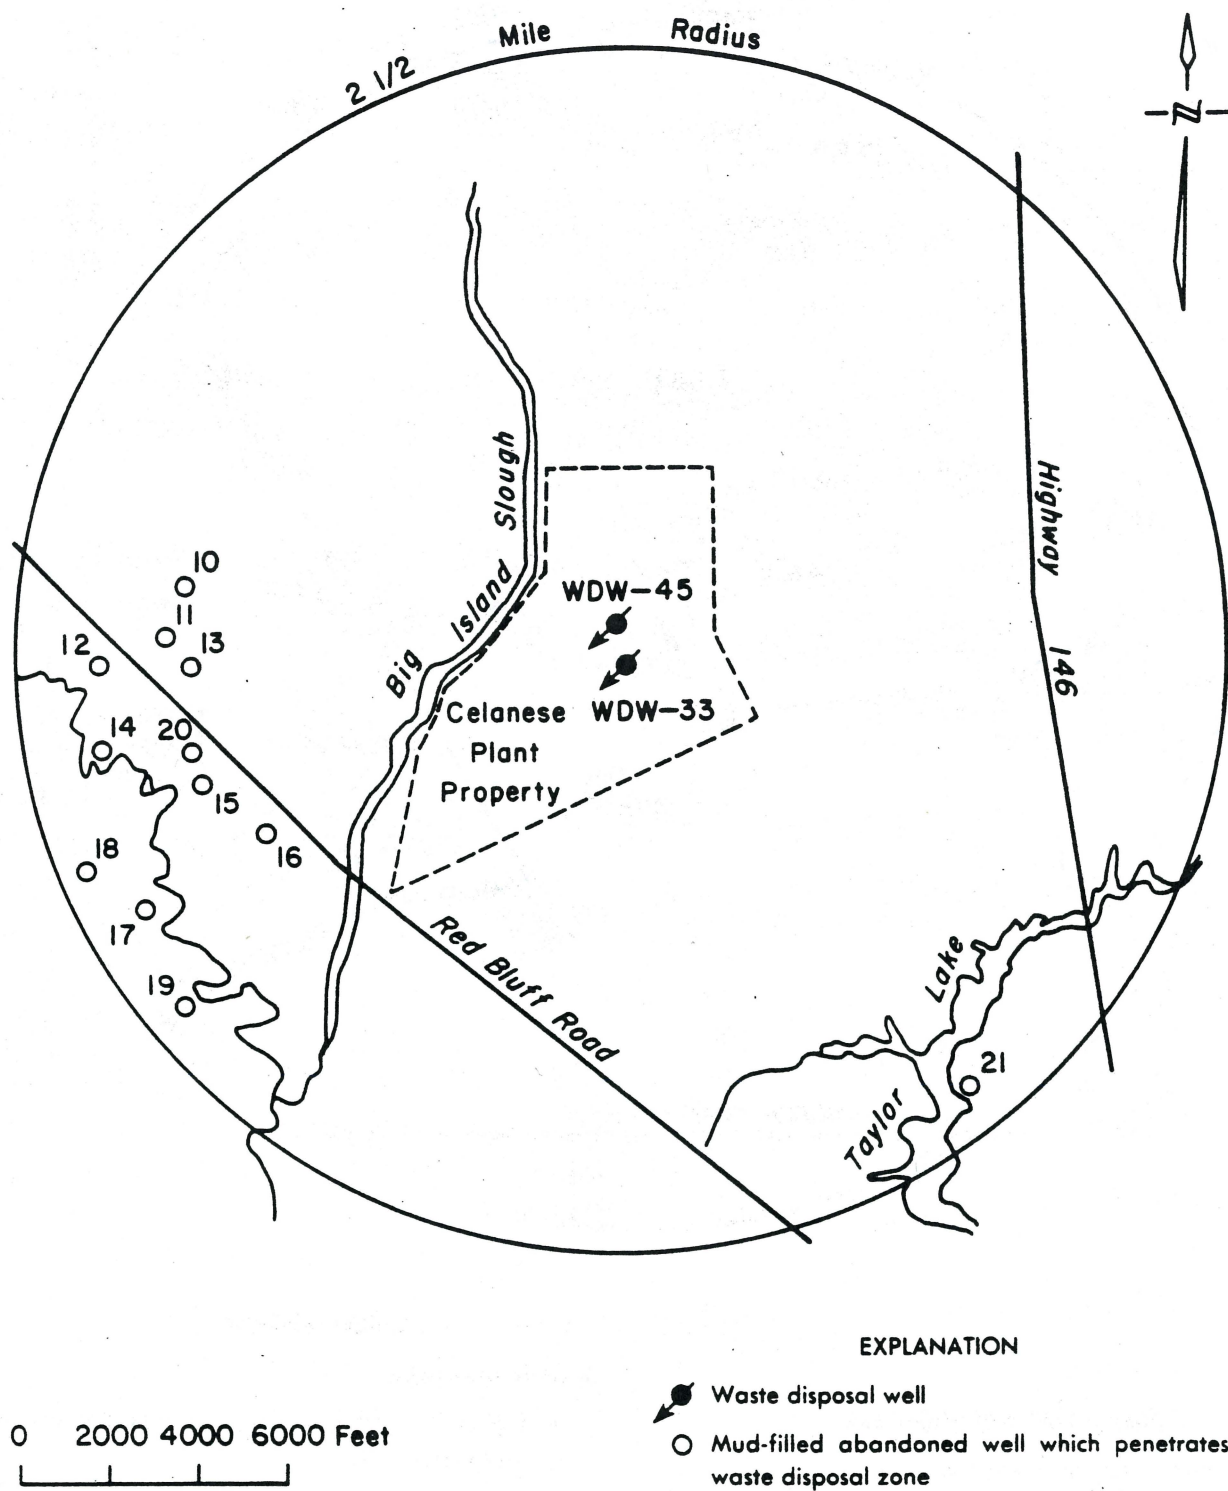 2 1/2 Mile Radius
N
Big Island Slough
Highway 146
10
11
12
13
WDW-45
WDW-33
Celanese
Plant
Property
14
20
15
16
18
17
19
Red Bluff Road
Taylor Lake
21
EXPLANATION
Waste disposal well
Mud-filled abandoned well which penetrates
waste disposal zone
0 2000 4000 6000 Feet